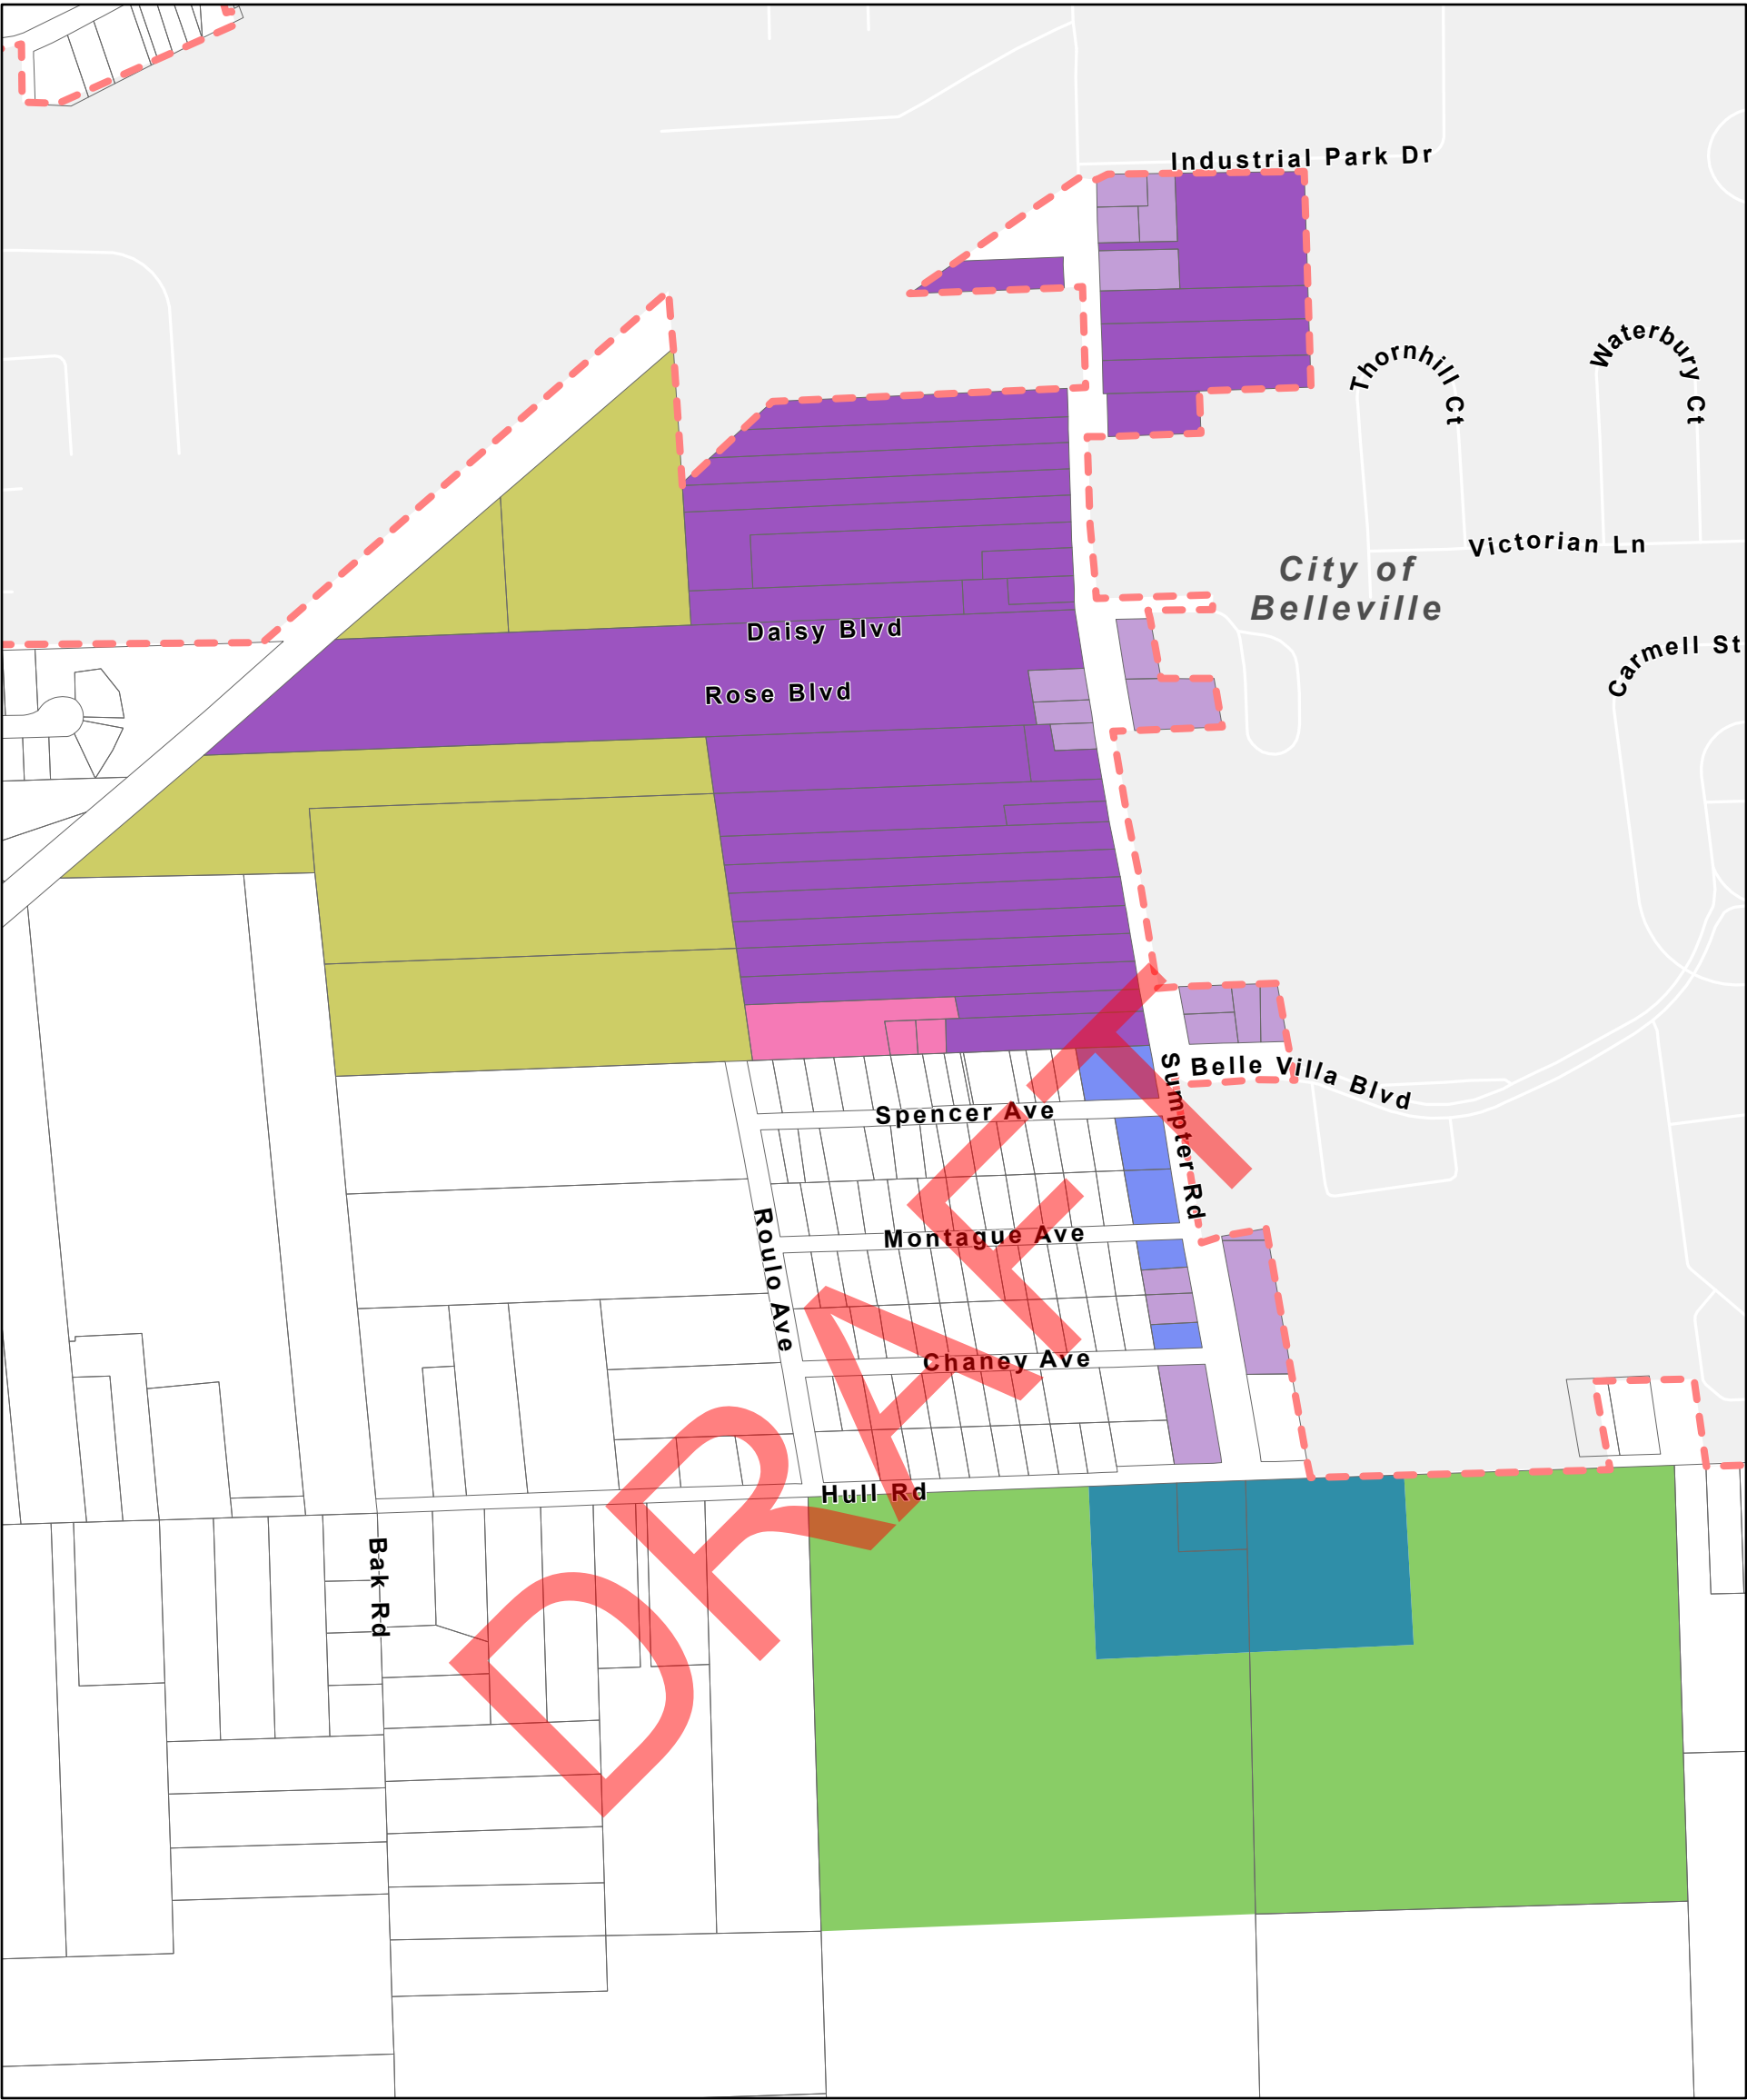 Industrial Park Dr
Thornhill Ct
Waterbury Ct
Victorian Ln
City of
Belleville
Daisy Blvd
Carmell St
Rose Blvd
Belle Villa Blvd
Sumpter Rd
Spencer Ave
Roulo Ave
Montague Ave
Chaney Ave
Hull Rd
Bak Rd
DRAFT